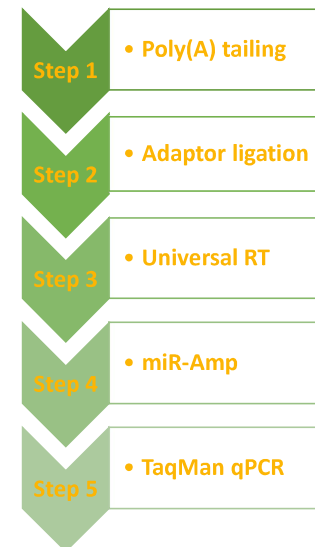 Step 1
• Poly(A) tailing
Step 2
• Adaptor ligation
Step 3
• Universal RT
Step 4
• miR-Amp
Step 5
• TaqMan qPCR